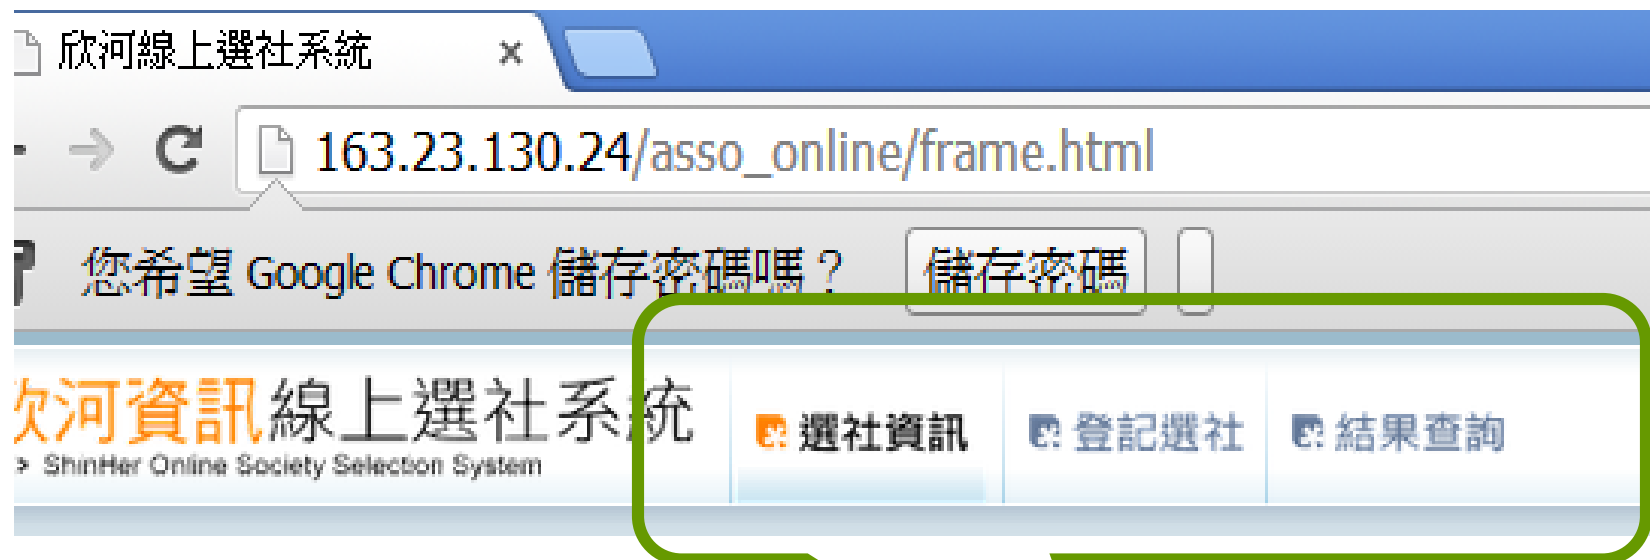 欣河線上選社系統 ×
163.23.130.24/asso_online/frame.html
您希望 Google Chrome 儲存密碼嗎？ 儲存密碼
欣河資訊線上選社系統 選社資訊 登記選社 結果查詢
> ShinHer Online Society Selection System